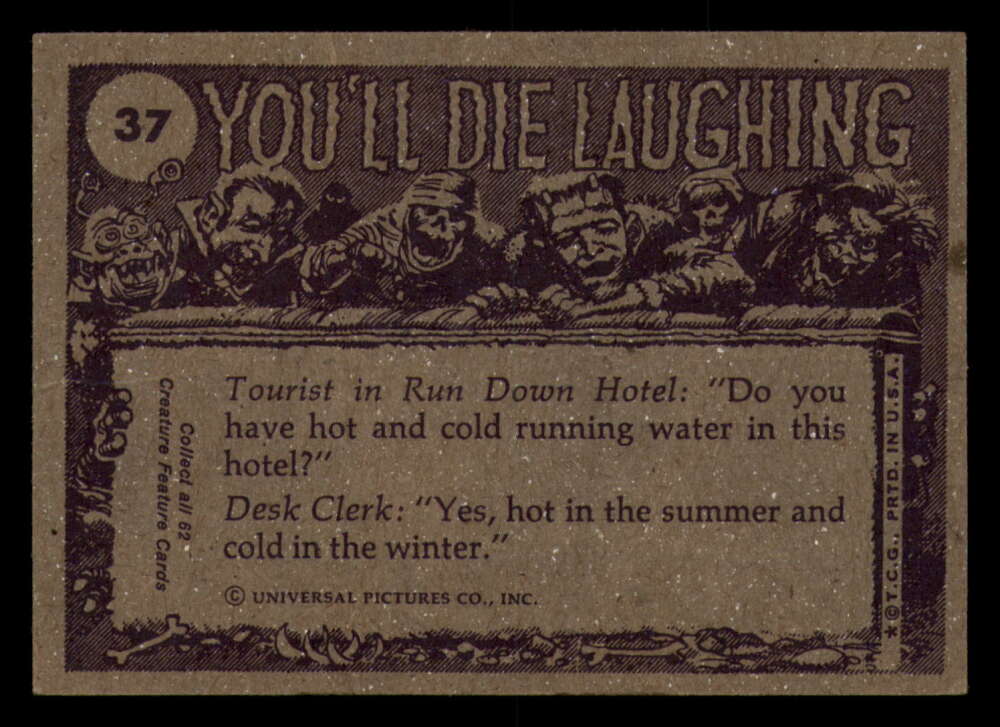 37
YOU'LL DIE LAUGHING
Tourist in Run Down Hotel: "Do you
have hot and cold running water in this
hotel?"
Desk Clerk: "Yes, hot in the summer and
cold in the winter."
© UNIVERSAL PICTURES CO., INC.
Collect all 62
Creature Feature Cards
★ © T.C.G., PRTD. IN U.S.A.